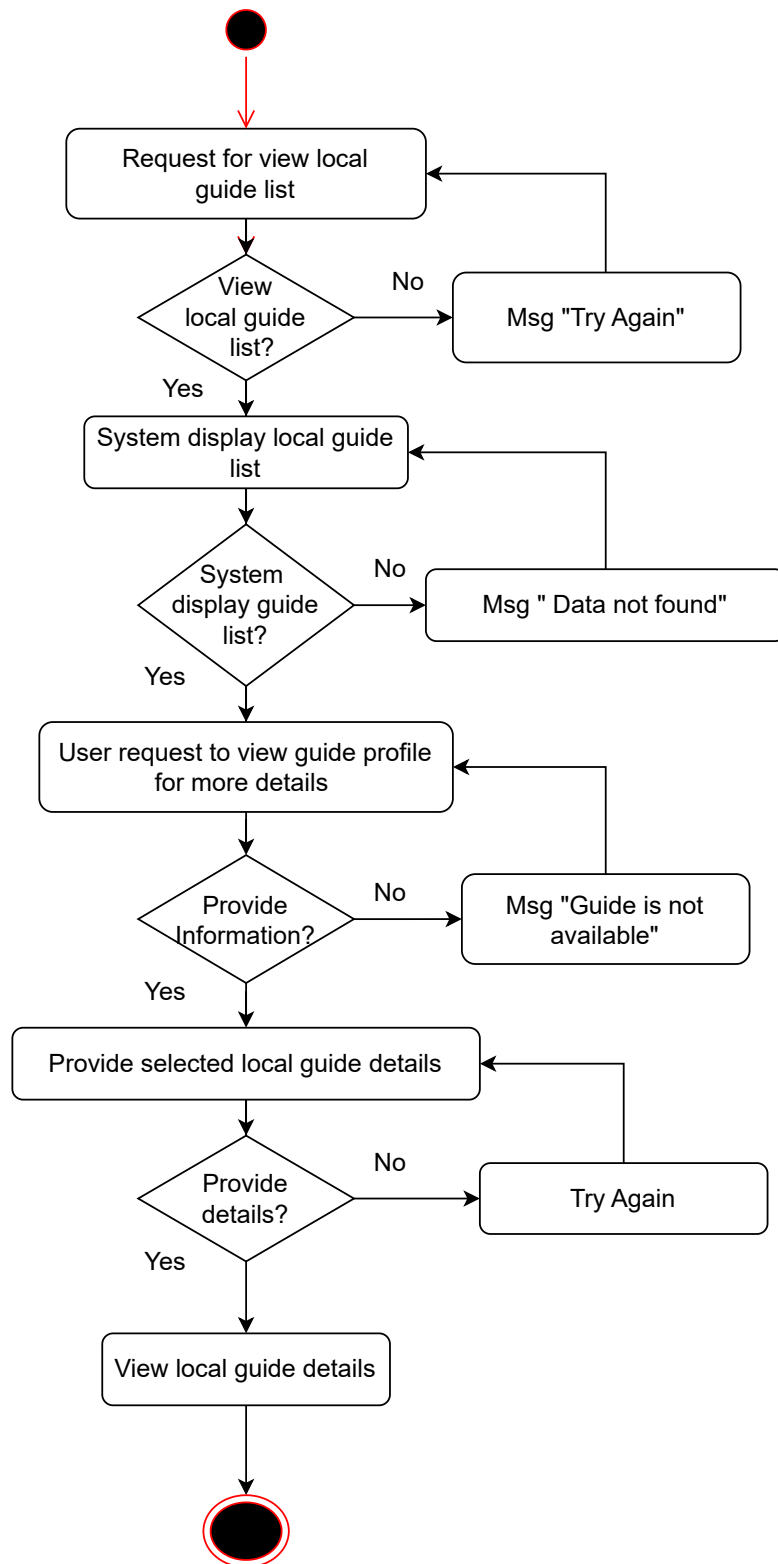 Request for view local
guide list
View
local guide
list?
No
Msg "Try Again"
Yes
System display local guide
list
System
display guide
list?
No
Msg " Data not found"
Yes
User request to view guide profile
for more details
Provide
Information?
No
Msg "Guide is not
available"
Yes
Provide selected local guide details
Provide
details?
No
Try Again
Yes
View local guide details